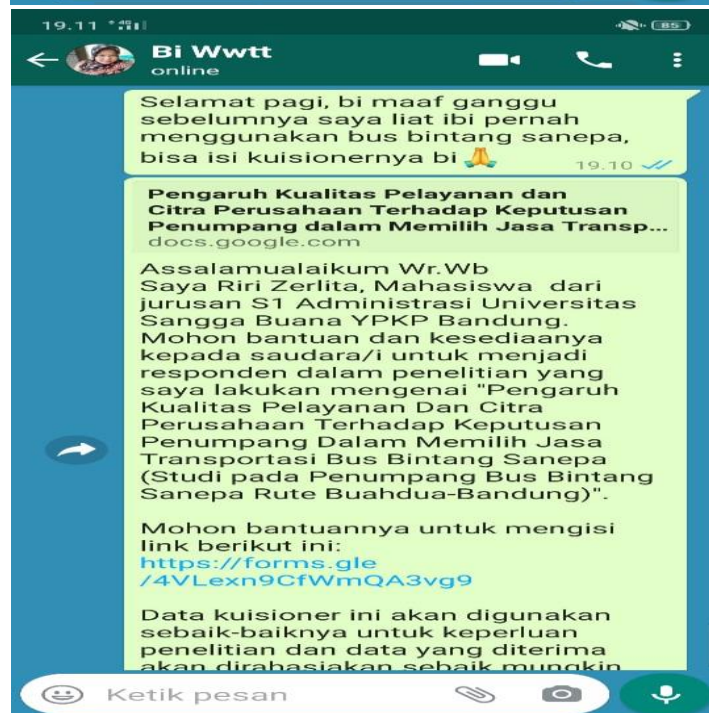 19.11
85
Bi Wwtt
online
Selamat pagi, bi maaf ganggu
sebelumnya saya liat ibi pernah
menggunakan bus bintang sanepa,
bisa isi kuisionernya bi 🙏
19.10
Pengaruh Kualitas Pelayanan dan
Citra Perusahaan Terhadap Keputusan
Penumpang dalam Memilih Jasa Transp...
docs.google.com
Assalamualaikum Wr.Wb
Saya Riri Zerlita, Mahasiswa dari
jurusan S1 Administrasi Universitas
Sangga Buana YPKP Bandung.
Mohon bantuan dan kesediaanya
kepada saudara/i untuk menjadi
responden dalam penelitian yang
saya lakukan mengenai "Pengaruh
Kualitas Pelayanan Dan Citra
Perusahaan Terhadap Keputusan
Penumpang Dalam Memilih Jasa
Transportasi Bus Bintang Sanepa
(Studi pada Penumpang Bus Bintang
Sanepa Rute Buahdua-Bandung)".
Mohon bantuannya untuk mengisi
link berikut ini:
https://forms.gle
/4VLexn9CfWmQA3vg9
Data kuisioner ini akan digunakan
sebaik-baiknya untuk keperluan
penelitian dan data yang diterima
akan dirahasiakan sebaik mungkin
Ketik pesan